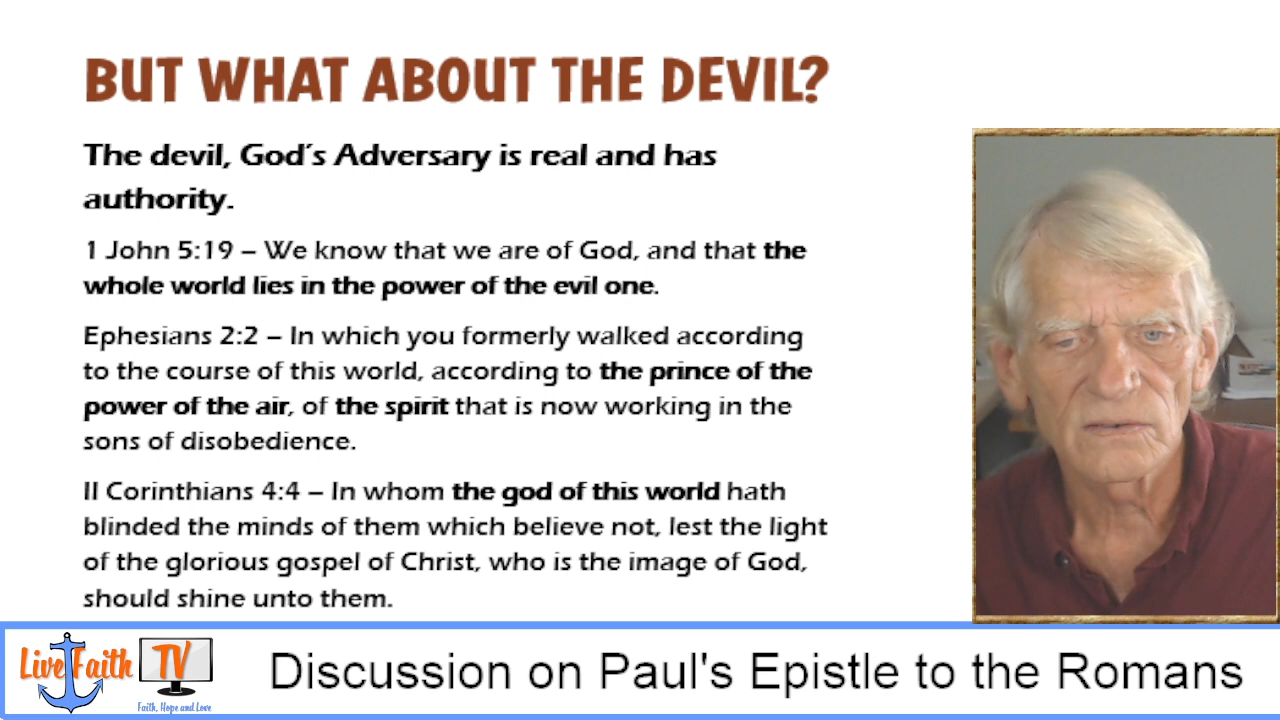 BUT WHAT ABOUT THE DEVIL?
The devil, God's Adversary is real and has
authority.
1 John 5:19 – We know that we are of God, and that the
whole world lies in the power of the evil one.
Ephesians 2:2 – In which you formerly walked according
to the course of this world, according to the prince of the
power of the air, of the spirit that is now working in the
sons of disobedience.
II Corinthians 4:4 – In whom the god of this world hath
blinded the minds of them which believe not, lest the light
of the glorious gospel of Christ, who is the image of God,
should shine unto them.
Live Faith TV
Faith, Hope and Love
Discussion on Paul's Epistle to the Romans